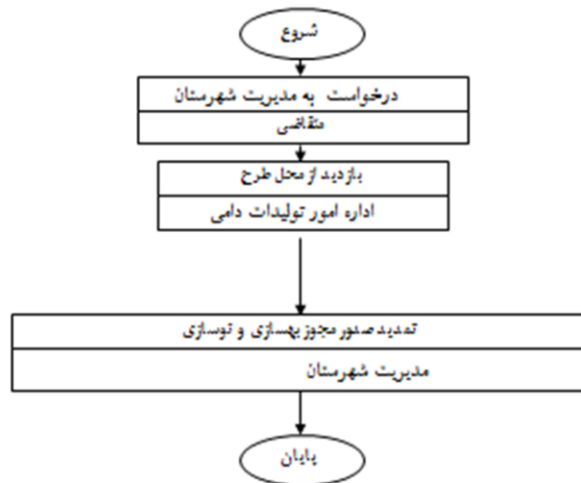 شروع
درخواست به مدیریت شهرستان
متقاضی
بازدید از محل طرح
اداره امور تولیدات دامی
تمدید صدور مجوز بهسازی و نوسازی
مدیریت شهرستان
پایان